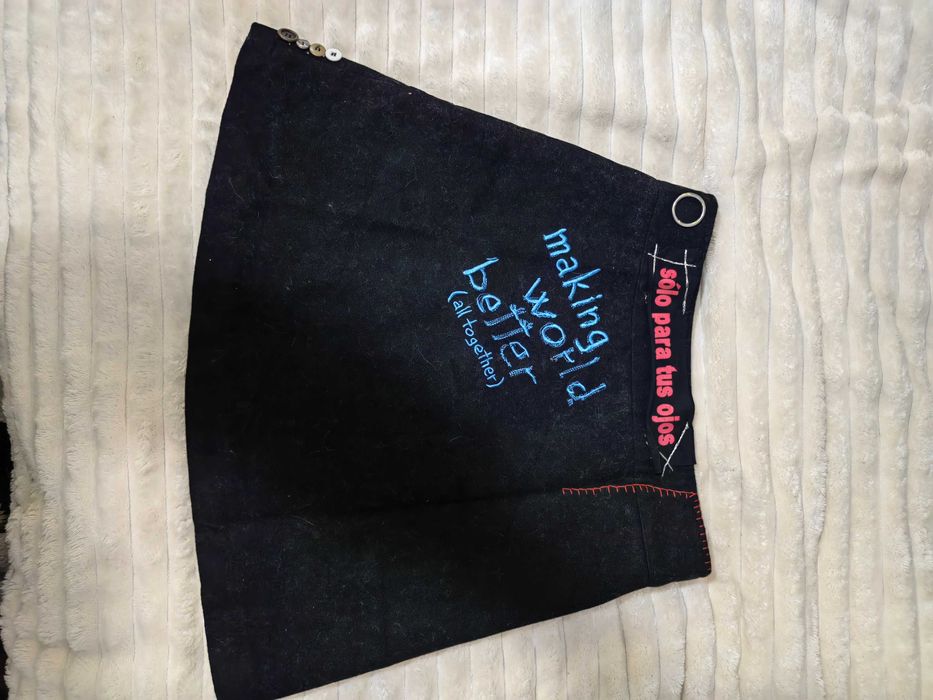 sólo para tus ojos
making
world
better
(all together)